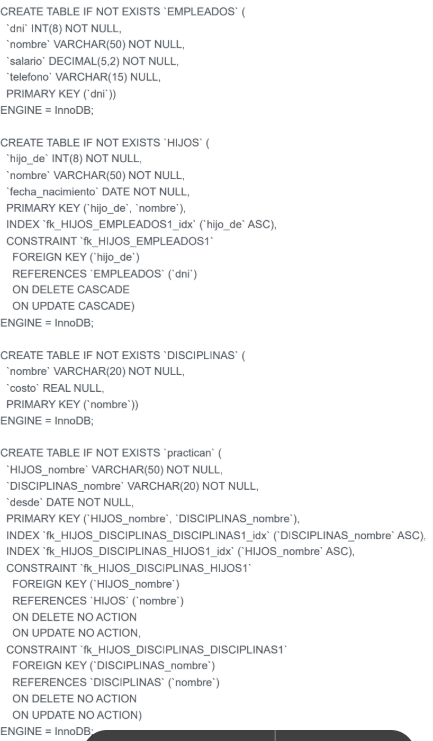 CREATE TABLE IF NOT EXISTS `EMPLEADOS` (
`dni` INT(8) NOT NULL,
`nombre` VARCHAR(50) NOT NULL,
`salario` DECIMAL(5,2) NOT NULL,
`telefono` VARCHAR(15) NULL,
PRIMARY KEY (`dni`))
ENGINE = InnoDB;
CREATE TABLE IF NOT EXISTS `HIJOS` (
`hijo_de` INT(8) NOT NULL,
`nombre` VARCHAR(50) NOT NULL,
`fecha_nacimiento` DATE NOT NULL,
PRIMARY KEY (`hijo_de`, `nombre`),
INDEX `fk_HIJOS_EMPLEADOS1_idx` (`hijo_de` ASC),
CONSTRAINT `fk_HIJOS_EMPLEADOS1`
FOREIGN KEY (`hijo_de`)
REFERENCES `EMPLEADOS` (`dni`)
ON DELETE CASCADE
ON UPDATE CASCADE)
ENGINE = InnoDB;
CREATE TABLE IF NOT EXISTS `DISCIPLINAS` (
`nombre` VARCHAR(20) NOT NULL,
`costo` REAL NULL,
PRIMARY KEY (`nombre`))
ENGINE = InnoDB;
CREATE TABLE IF NOT EXISTS `practican` (
`HIJOS_nombre` VARCHAR(50) NOT NULL,
`DISCIPLINAS_nombre` VARCHAR(20) NOT NULL,
`desde` DATE NOT NULL,
PRIMARY KEY (`HIJOS_nombre`, `DISCIPLINAS_nombre`),
INDEX `fk_HIJOS_DISCIPLINAS_DISCIPLINAS1_idx` (`DISCIPLINAS_nombre` ASC),
INDEX `fk_HIJOS_DISCIPLINAS_HIJOS1_idx` (`HIJOS_nombre` ASC),
CONSTRAINT `fk_HIJOS_DISCIPLINAS_HIJOS1`
FOREIGN KEY (`HIJOS_nombre`)
REFERENCES `HIJOS` (`nombre`)
ON DELETE NO ACTION
ON UPDATE NO ACTION,
CONSTRAINT `fk_HIJOS_DISCIPLINAS_DISCIPLINAS1`
FOREIGN KEY (`DISCIPLINAS_nombre`)
REFERENCES `DISCIPLINAS` (`nombre`)
ON DELETE NO ACTION
ON UPDATE NO ACTION)
ENGINE = InnoDB;